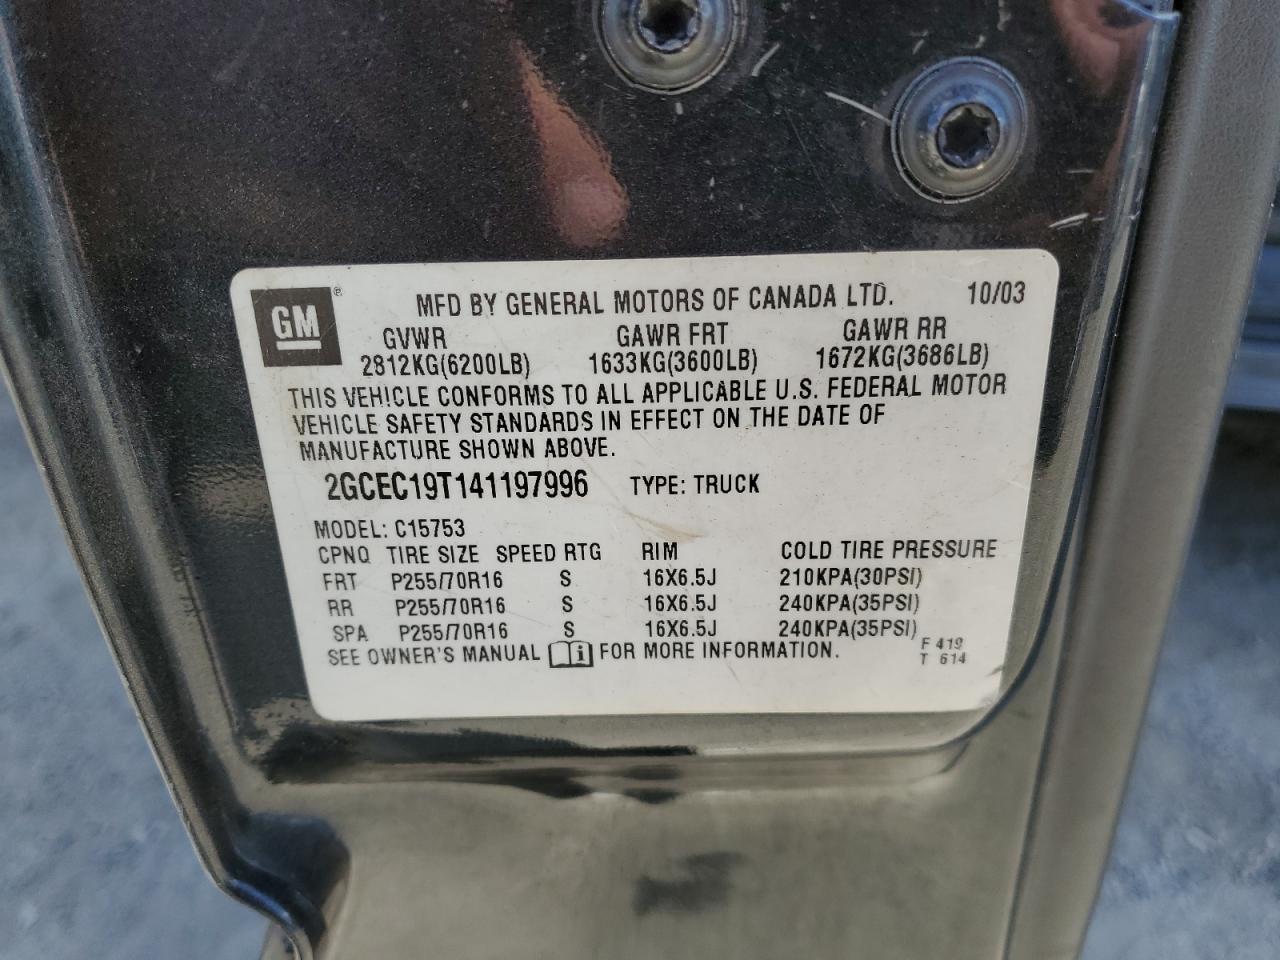 GM®
MFD BY GENERAL MOTORS OF CANADA LTD. 10/03
GVWR GAWR FRT GAWR RR
2812KG(6200LB) 1633KG(3600LB) 1672KG(3686LB)
THIS VEHICLE CONFORMS TO ALL APPLICABLE U.S. FEDERAL MOTOR
VEHICLE SAFETY STANDARDS IN EFFECT ON THE DATE OF
MANUFACTURE SHOWN ABOVE.
2GCEC19T141197996 TYPE: TRUCK
MODEL: C15753
CPNQ TIRE SIZE SPEED RTG RIM COLD TIRE PRESSURE
FRT P255/70R16 S 16X6.5J 210KPA(30PSI)
RR P255/70R16 S 16X6.5J 240KPA(35PSI)
SPA P255/70R16 S 16X6.5J 240KPA(35PSI)
SEE OWNER'S MANUAL i FOR MORE INFORMATION. F 419
T 614